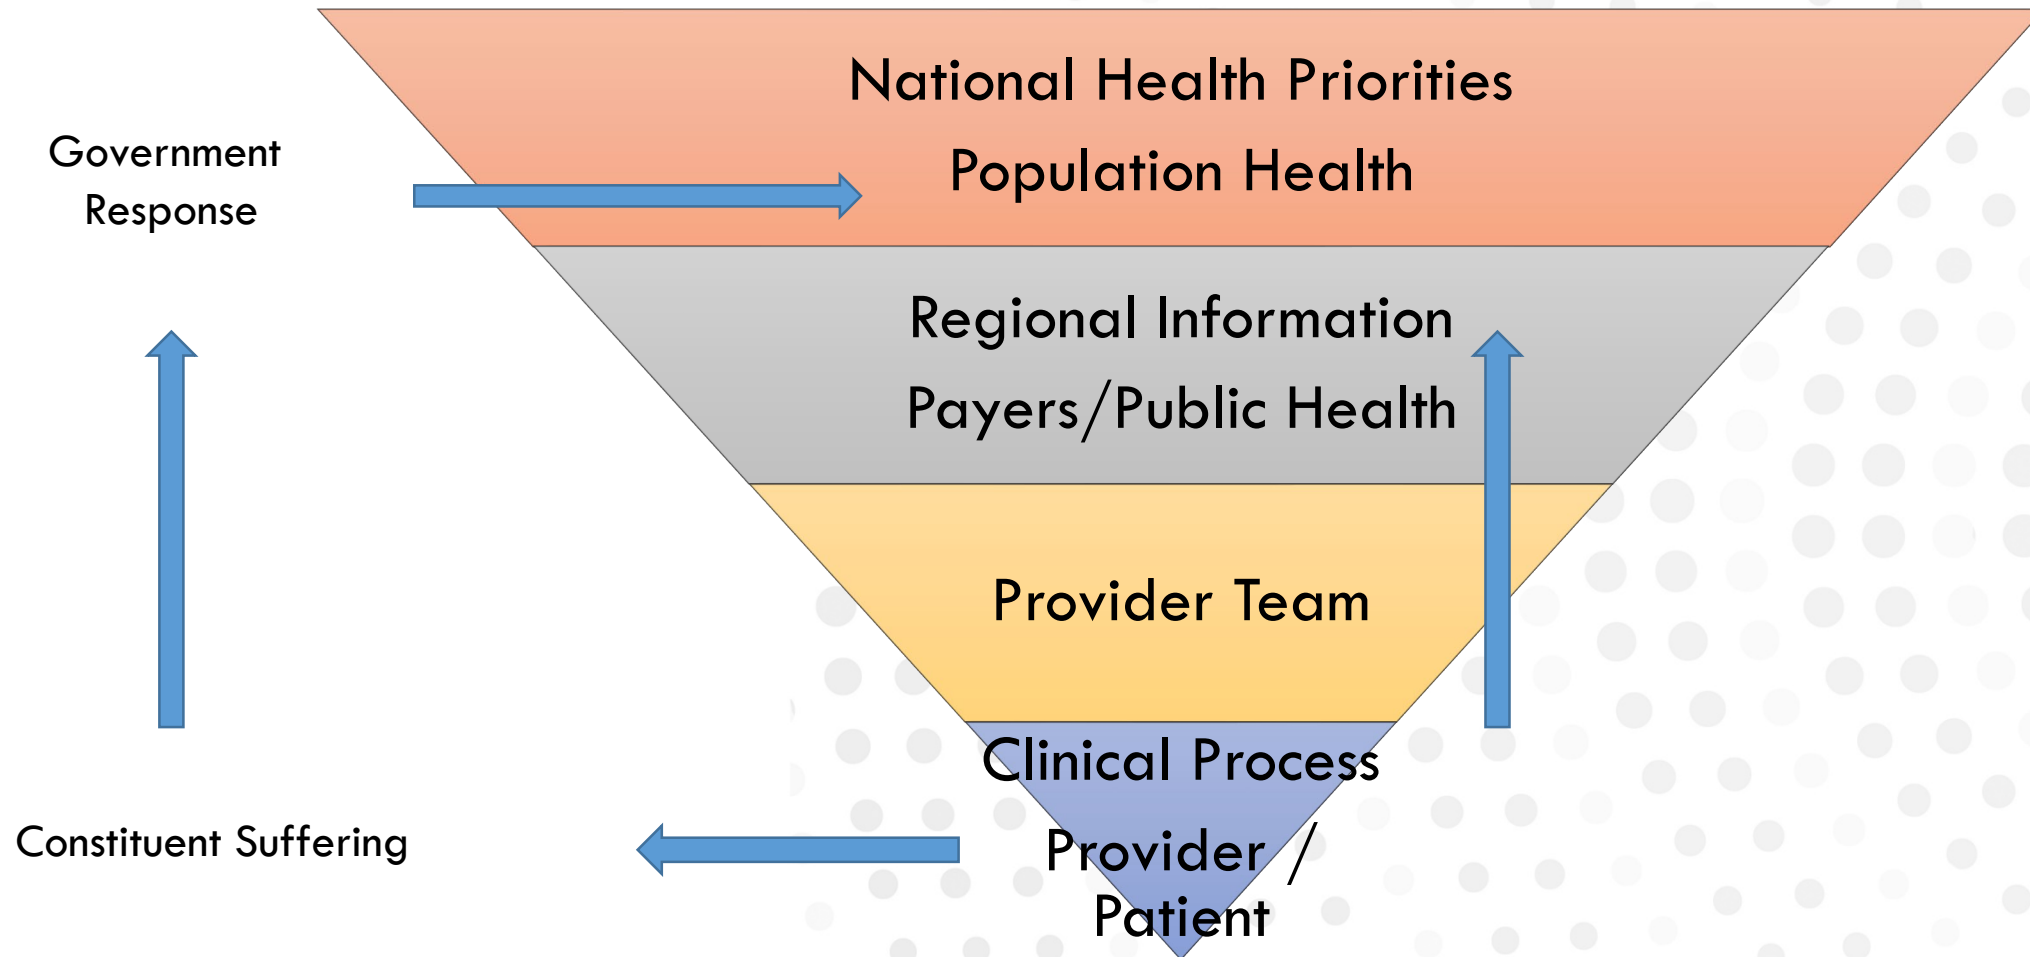 National Health Priorities
Population Health
Government
Response
Regional Information
Payers/Public Health
Provider Team
Clinical Process
Provider /
Patient
Constituent Suffering